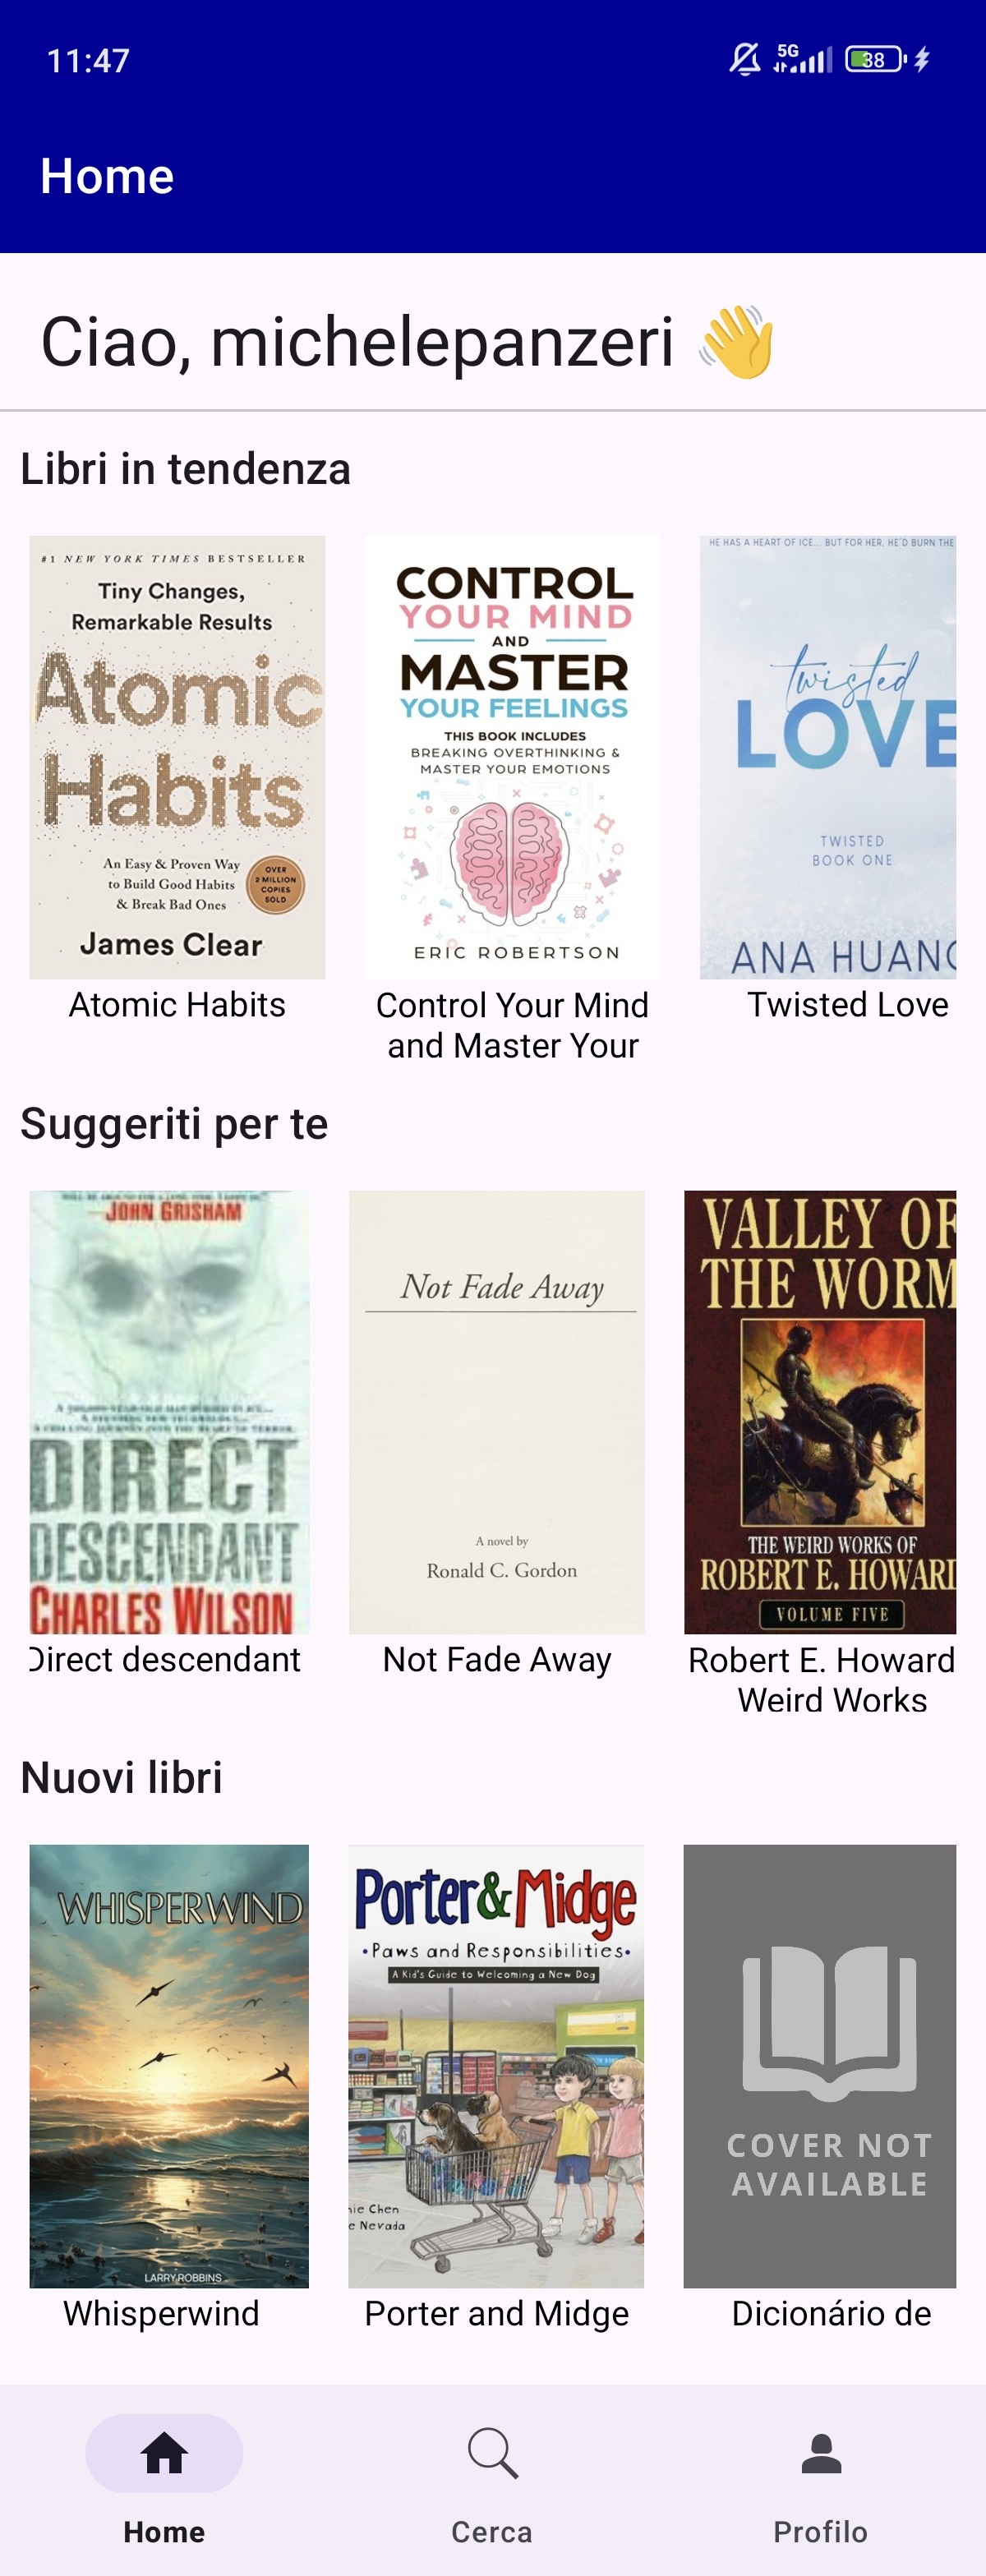 11:47
5G
38
Home
Ciao, michelepanzeri 👋
Libri in tendenza
#1 NEW YORK TIMES BESTSELLER
Tiny Changes,
Remarkable Results
Atomic
Habits
An Easy & Proven Way
to Build Good Habits
& Break Bad Ones
OVER
2 MILLION
COPIES
SOLD
James Clear
Atomic Habits
CONTROL
YOUR MIND
AND
MASTER
YOUR FEELINGS
THIS BOOK INCLUDES
BREAKING OVERTHINKING &
MASTER YOUR EMOTIONS
ERIC ROBERTSON
Control Your Mind
and Master Your
HE HAS A HEART OF ICE... BUT FOR HER, HE'D BURN THE
twisted
LOVE
TWISTED
BOOK ONE
ANA HUANG
Twisted Love
Suggeriti per te
JOHN GRISHAM
DIRECT
DESCENDANT
CHARLES WILSON
Direct descendant
Not Fade Away
A novel by
Ronald C. Gordon
Not Fade Away
VALLEY OF
THE WORM
THE WEIRD WORKS OF
ROBERT E. HOWARD
VOLUME FIVE
Robert E. Howard
Weird Works
Nuovi libri
WHISPERWIND
LARRY ROBBINS
Whisperwind
Porter & Midge
•Paws and Responsibilities•
A Kid's Guide to Welcoming a New Dog
nie Chen
e Nevada
Porter and Midge
COVER NOT
AVAILABLE
Dicionário de
Home
Cerca
Profilo